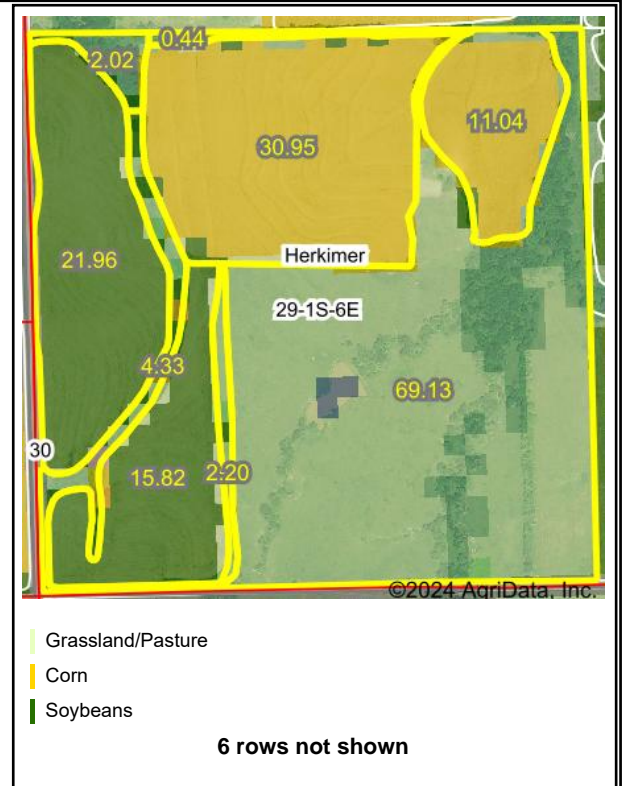 0.44
2.02
30.95
11.04
21.96
Herkimer
29-1S-6E
4.33
69.13
30
15.82
2.20
©2024 AgriData, Inc.
Grassland/Pasture
Corn
Soybeans
6 rows not shown